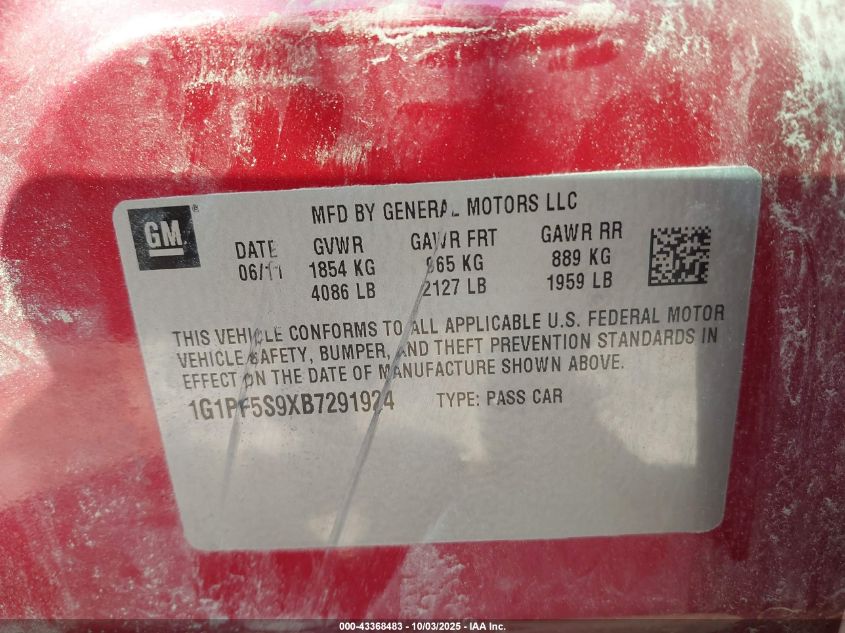 GM ®
MFD BY GENERAL MOTORS LLC
DATE GVWR GAWR FRT GAWR RR
06/11 1854 KG 965 KG 889 KG
4086 LB 2127 LB 1959 LB
THIS VEHICLE CONFORMS TO ALL APPLICABLE U.S. FEDERAL MOTOR
VEHICLE SAFETY, BUMPER, AND THEFT PREVENTION STANDARDS IN
EFFECT ON THE DATE OF MANUFACTURE SHOWN ABOVE.
1G1PF5S9XB7291924 TYPE: PASS CAR
000-43368483 - 10/03/2025 - IAA Inc.